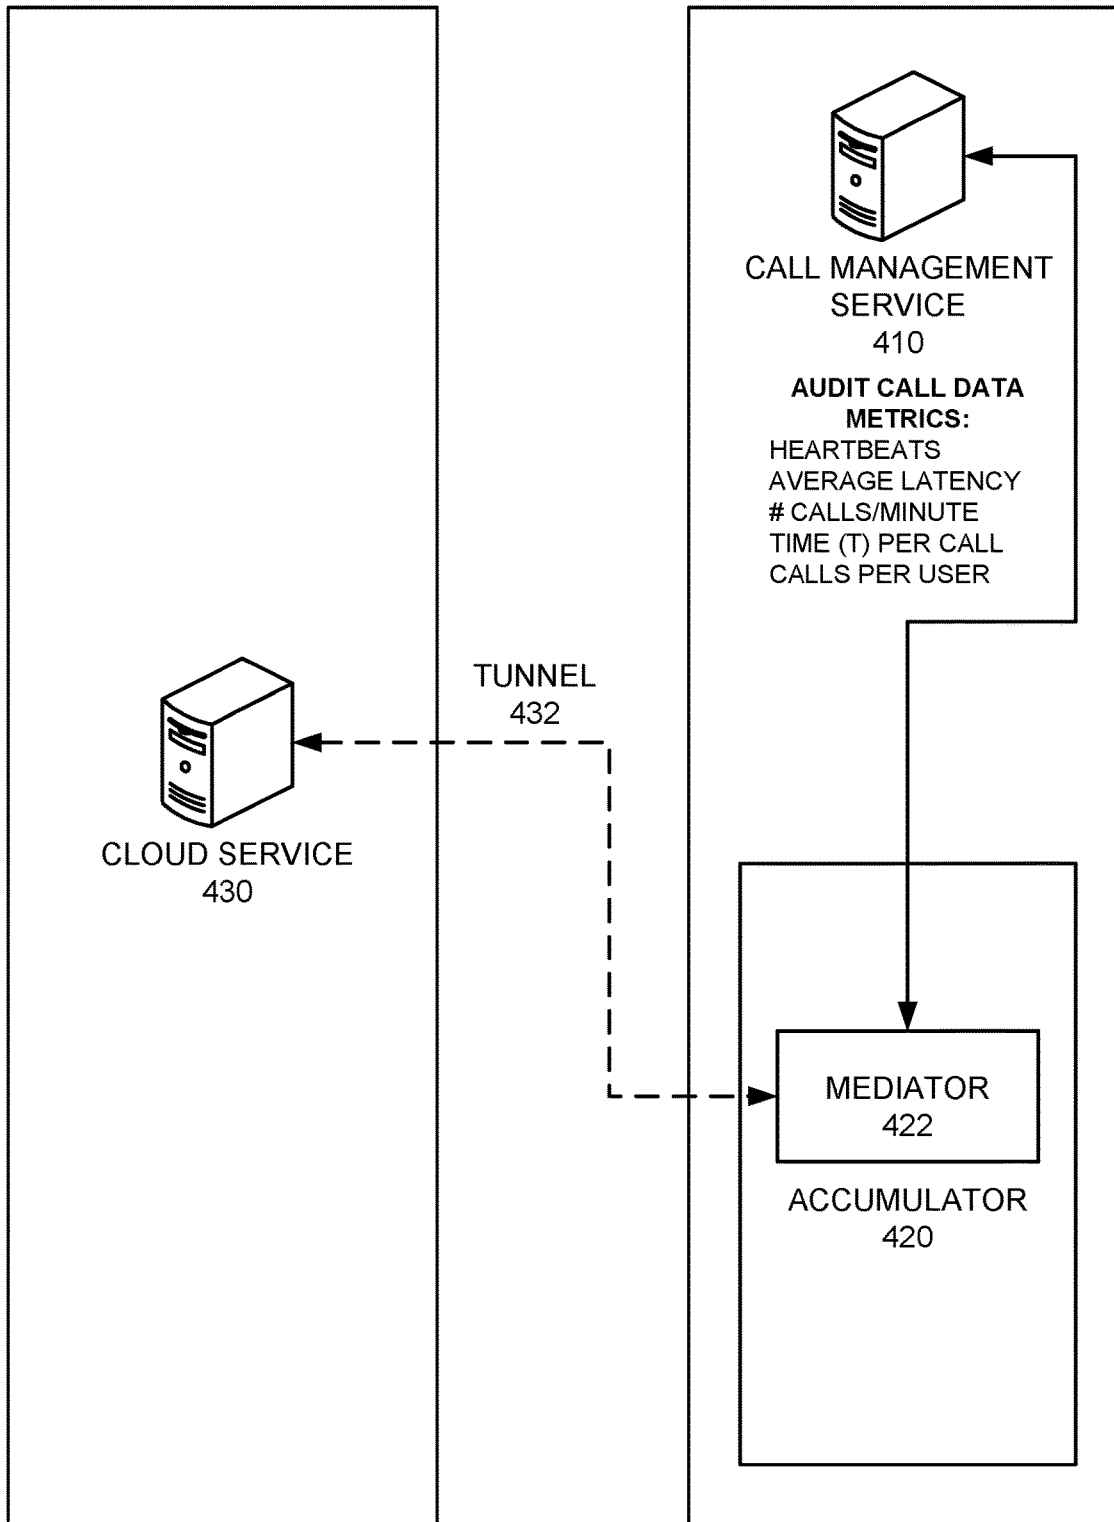 CALL MANAGEMENT
SERVICE
410
AUDIT CALL DATA
METRICS:
HEARTBEATS
AVERAGE LATENCY
# CALLS/MINUTE
TIME (T) PER CALL
CALLS PER USER
TUNNEL
432
CLOUD SERVICE
430
MEDIATOR
422
ACCUMULATOR
420